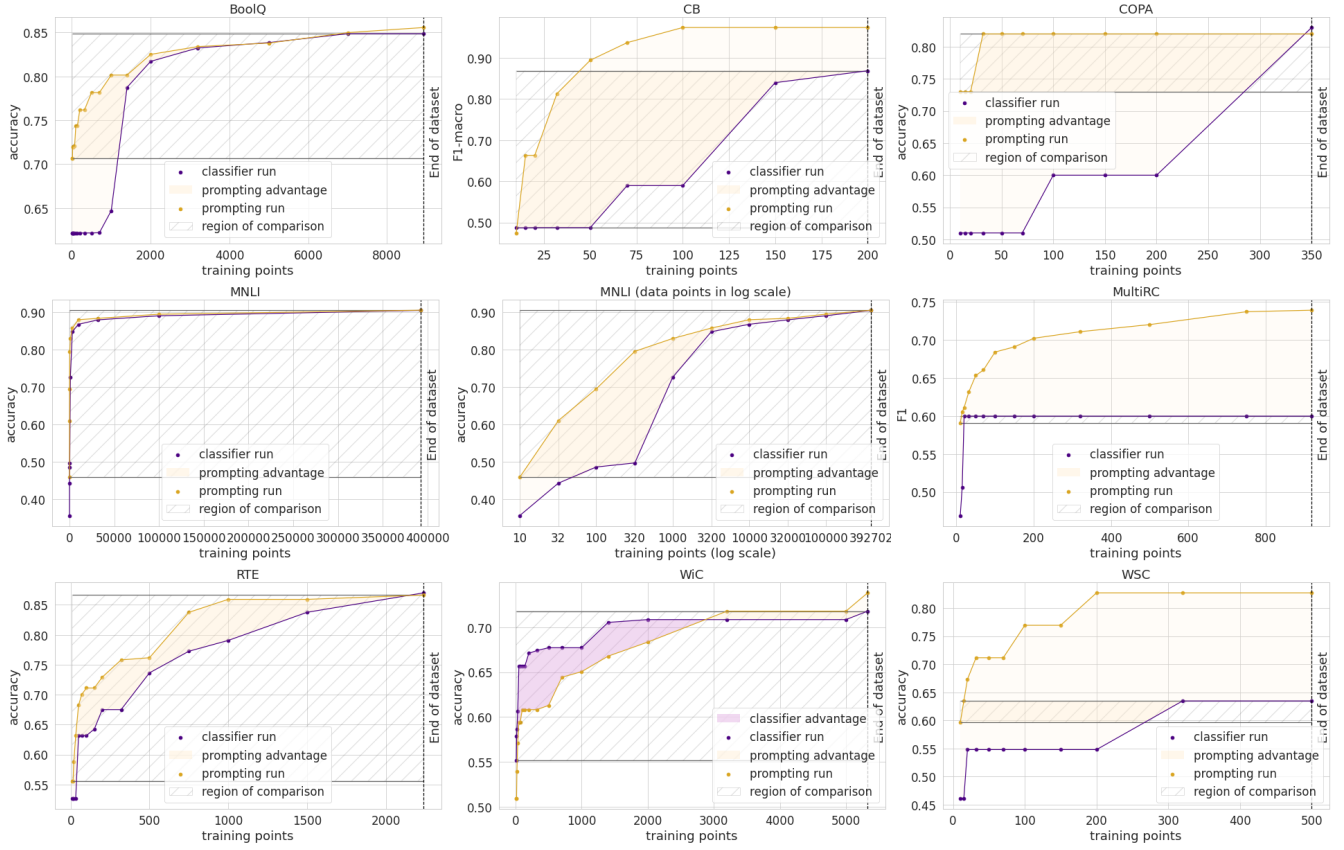 BoolQ
accuracy
0.85
0.80
0.75
0.70
0.65
classifier run
prompting advantage
prompting run
region of comparison
End of dataset
0 2000 4000 6000 8000
training points
CB
F1-macro
0.90
0.80
0.70
0.60
0.50
classifier run
prompting advantage
prompting run
region of comparison
End of dataset
25 50 75 100 125 150 175 200
training points
COPA
accuracy
0.80
0.75
0.70
0.65
0.60
0.55
0.50
classifier run
prompting advantage
prompting run
region of comparison
End of dataset
0 50 100 150 200 250 300 350
training points
MNLI
accuracy
0.90
0.80
0.70
0.60
0.50
0.40
classifier run
prompting advantage
prompting run
region of comparison
End of dataset
0 50000 100000 150000 200000 250000 300000 350000 400000
training points
MNLI (data points in log scale)
accuracy
0.90
0.80
0.70
0.60
0.50
0.40
classifier run
prompting advantage
prompting run
region of comparison
End of dataset
10 32 100 320 1000 3200 10000 32000 100000 392702
training points (log scale)
MultiRC
F1
0.75
0.70
0.65
0.60
0.55
0.50
classifier run
prompting advantage
prompting run
region of comparison
End of dataset
0 200 400 600 800
training points
RTE
accuracy
0.85
0.80
0.75
0.70
0.65
0.60
0.55
classifier run
prompting advantage
prompting run
region of comparison
End of dataset
0 500 1000 1500 2000
training points
WiC
accuracy
0.70
0.65
0.60
0.55
0.50
classifier advantage
classifier run
prompting advantage
prompting run
region of comparison
End of dataset
0 1000 2000 3000 4000 5000
training points
WSC
accuracy
0.80
0.75
0.70
0.65
0.60
0.55
0.50
0.45
classifier run
prompting advantage
prompting run
region of comparison
End of dataset
0 100 200 300 400 500
training points